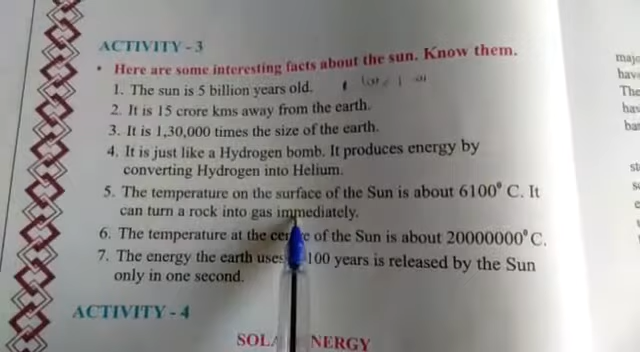 ACTIVITY - 3
• Here are some interesting facts about the sun. Know them.
1. The sun is 5 billion years old.
2. It is 15 crore kms away from the earth.
3. It is 1,30,000 times the size of the earth.
4. It is just like a Hydrogen bomb. It produces energy by
converting Hydrogen into Helium.
5. The temperature on the surface of the Sun is about 6100° C. It
can turn a rock into gas immediately.
6. The temperature at the of the Sun is about 20000000°C.
7. The energy the earth uses 100 years is released by the Sun
only in one second.
ACTIVITY - 4